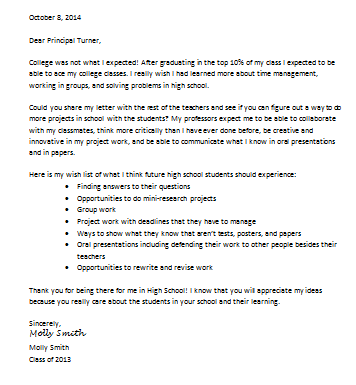 October 8, 2014
Dear Principal Turner,
College was not what I expected! After graduating in the top 10% of my class I expected to be
able to ace my college classes. I really wish I had learned more about time management,
working in groups, and solving problems in high school.
Could you share my letter with the rest of the teachers and see if you can figure out a way to do
more projects in school with the students? My professors expect me to be able to collaborate
with my classmates, think more critically than I have ever done before, be creative and
innovative in my project work, and be able to communicate what I know in oral presentations
and in papers.
Here is my wish list of what I think future high school students should experience:
• Finding answers to their questions
• Opportunities to do mini-research projects
• Group work
• Project work with deadlines that they have to manage
• Ways to show what they know that aren't tests, posters, and papers
• Oral presentations including defending their work to other people besides their
teachers
• Opportunities to rewrite and revise work
Thank you for being there for me in High School! I know that you will appreciate my ideas
because you really care about the students in your school and their learning.
Sincerely,
Molly Smith
Molly Smith
Class of 2013